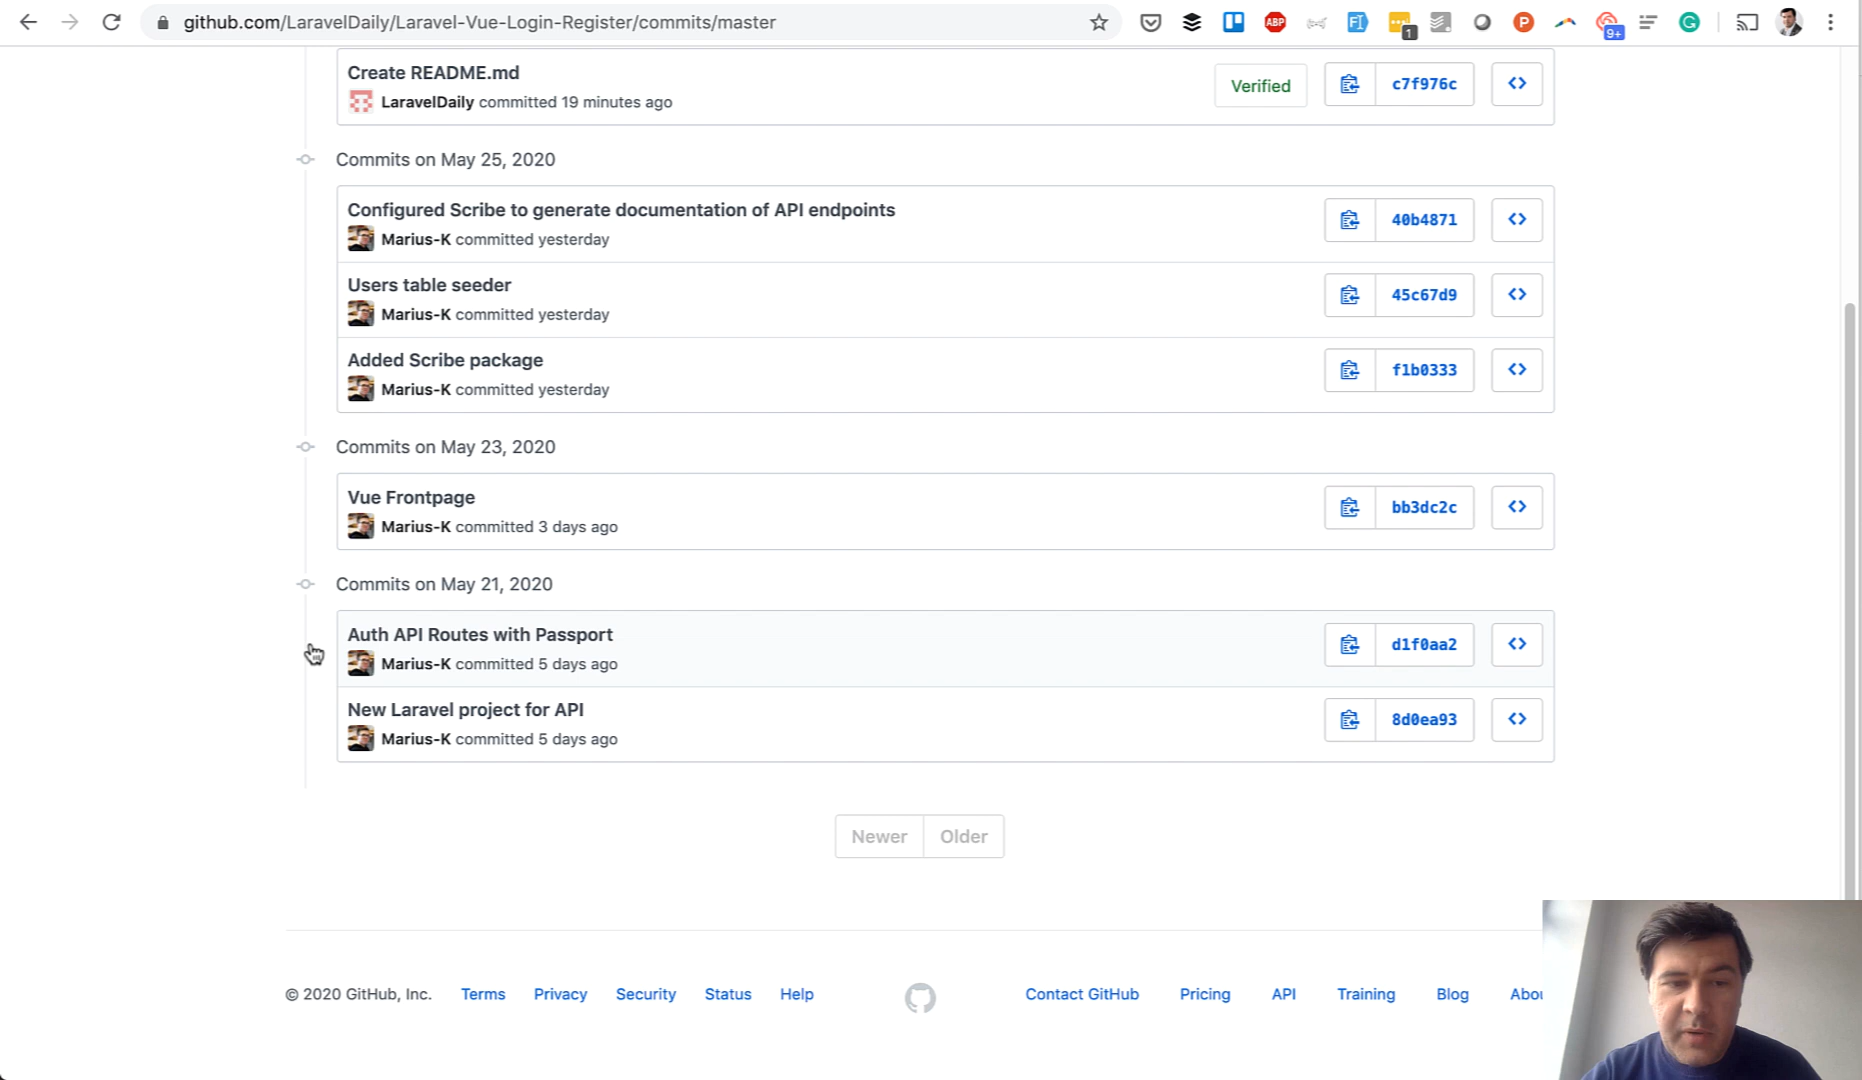 github.com/LaravelDaily/Laravel-Vue-Login-Register/commits/master
ABP
1
P
9+
G
Create README.md
LaravelDaily committed 19 minutes ago
Verified
c7f976c
Commits on May 25, 2020
Configured Scribe to generate documentation of API endpoints
Marius-K committed yesterday
40b4871
Users table seeder
Marius-K committed yesterday
45c67d9
Added Scribe package
Marius-K committed yesterday
f1b0333
Commits on May 23, 2020
Vue Frontpage
Marius-K committed 3 days ago
bb3dc2c
Commits on May 21, 2020
Auth API Routes with Passport
Marius-K committed 5 days ago
d1f0aa2
New Laravel project for API
Marius-K committed 5 days ago
8d0ea93
Newer Older
© 2020 GitHub, Inc. Terms Privacy Security Status Help Contact GitHub Pricing API Training Blog